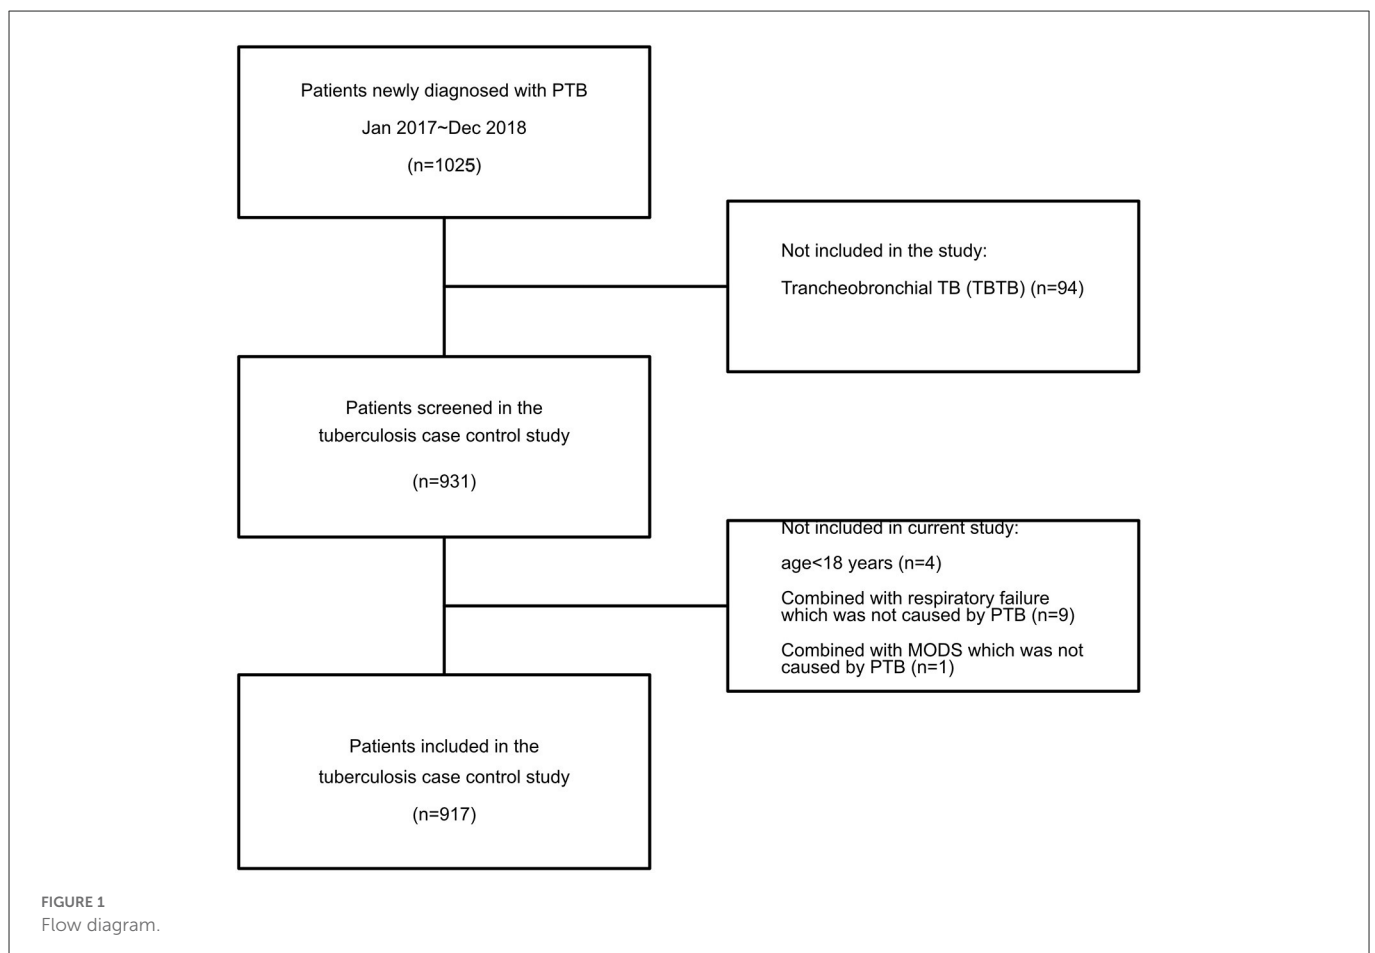 Patients newly diagnosed with PTB
Jan 2017~Dec 2018
(n=1025)
Not included in the study:
Trancheobronchial TB (TBTB) (n=94)
Patients screened in the
tuberculosis case control study
(n=931)
Not included in current study:
age<18 years (n=4)
Combined with respiratory failure
which was not caused by PTB (n=9)
Combined with MODS which was not
caused by PTB (n=1)
Patients included in the
tuberculosis case control study
(n=917)
FIGURE 1
Flow diagram.